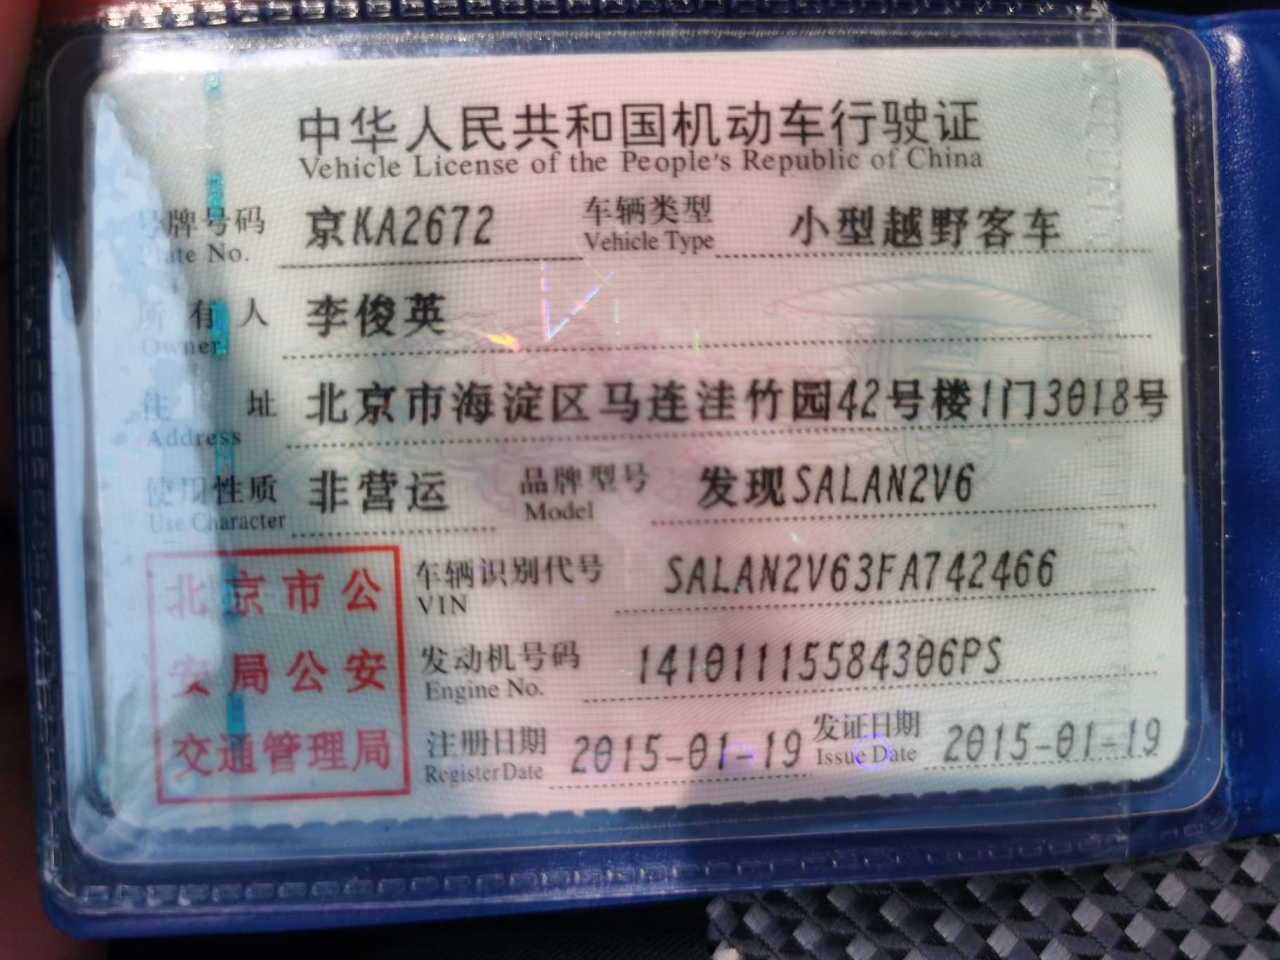 中华人民共和国机动车行驶证
Vehicle License of the People's Republic of China
号牌号码 京KA2672 车辆类型 小型越野客车
Plate No. Vehicle Type
所有人 李俊英
Owner
住址 北京市海淀区马连洼竹园42号楼1门3018号
Address
使用性质 非营运 品牌型号 发现SALAN2V6
Use Character Model
北京市公安局公安交通管理局
车辆识别代号 SALAN2V63FA742466
VIN
发动机号码 14101115584306PS
Engine No.
注册日期 2015-01-19 发证日期 2015-01-19
Register Date Issue Date